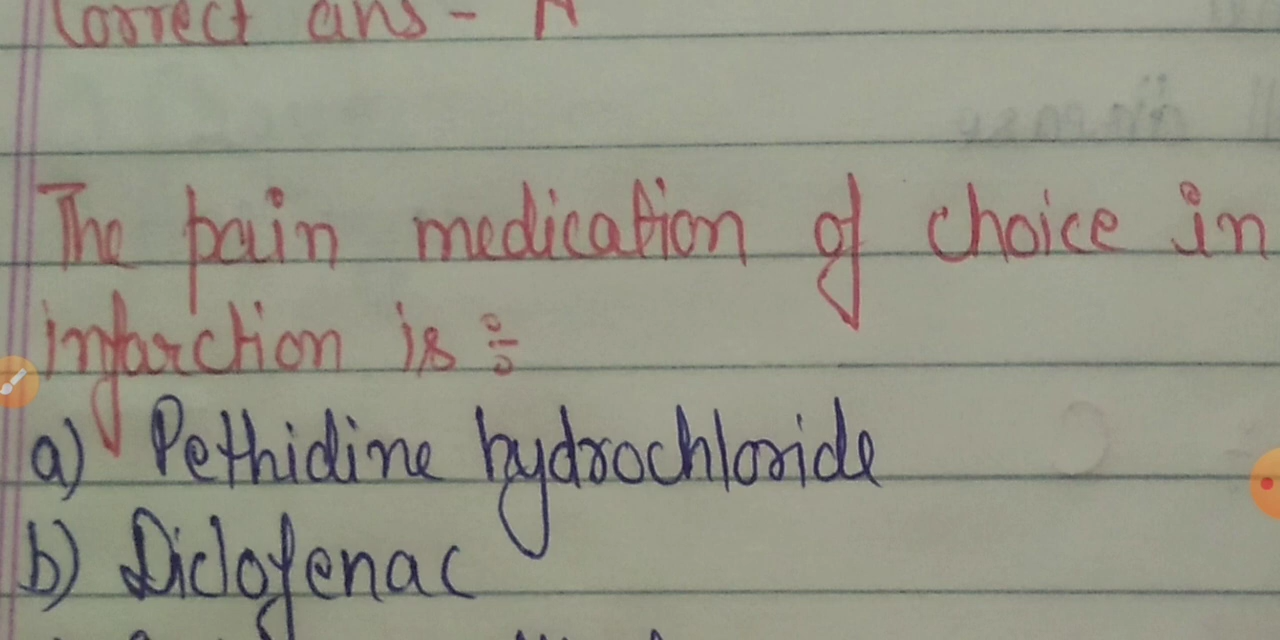 Correct ans - A
The pain medication of choice in
infarction is :-
a) Pethidine hydrochloride
b) Diclofenac